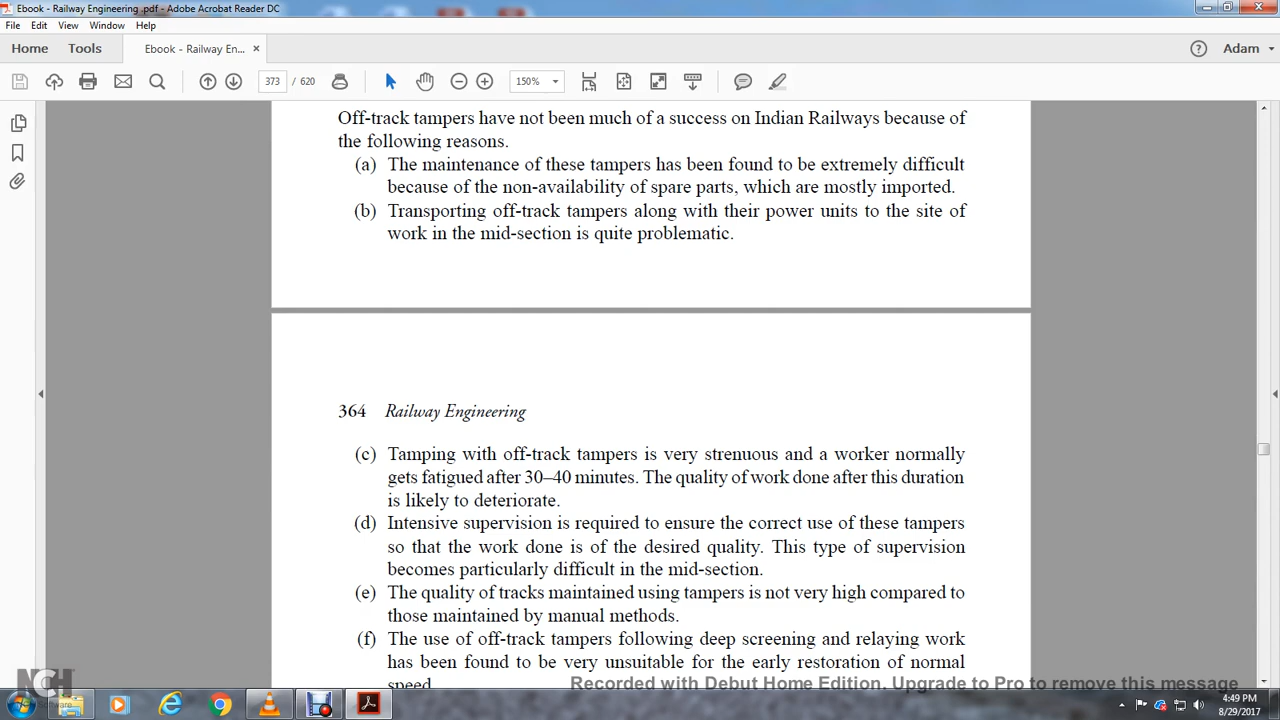 Ebook - Railway Engineering .pdf - Adobe Acrobat Reader DC
File Edit View Window Help
Home Tools Ebook - Railway En... × Adam
373 / 620 150%
Off-track tampers have not been much of a success on Indian Railways because of
the following reasons.
(a) The maintenance of these tampers has been found to be extremely difficult
because of the non-availability of spare parts, which are mostly imported.
(b) Transporting off-track tampers along with their power units to the site of
work in the mid-section is quite problematic.
364 Railway Engineering
(c) Tamping with off-track tampers is very strenuous and a worker normally
gets fatigued after 30–40 minutes. The quality of work done after this duration
is likely to deteriorate.
(d) Intensive supervision is required to ensure the correct use of these tampers
so that the work done is of the desired quality. This type of supervision
becomes particularly difficult in the mid-section.
(e) The quality of tracks maintained using tampers is not very high compared to
those maintained by manual methods.
(f) The use of off-track tampers following deep screening and relaying work
has been found to be very unsuitable for the early restoration of normal
speed.
Recorded with Debut Home Edition. Upgrade to Pro to remove this message
NCH Software
4:49 PM
8/29/2017